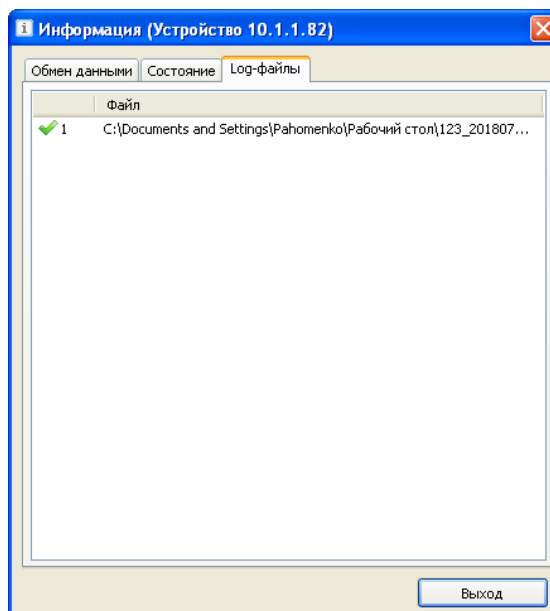 Информация (Устройство 10.1.1.82)
Обмен данными Состояние Log-файлы
Файл
1 C:\Documents and Settings\Pahomenko\Рабочий стол\123_201807...
Выход